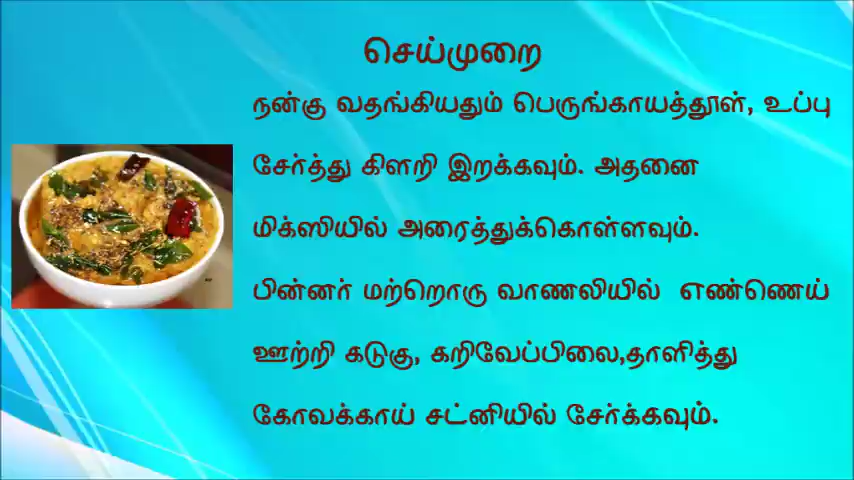 செய்முறை
நன்கு வதங்கியதும் பெருங்காயத்தூள், உப்பு
சேர்த்து கிளறி இறக்கவும். அதனை
மிக்ஸியில் அரைத்துக்கொள்ளவும்.
பின்னர் மற்றொரு வாணலியில் எண்ணெய்
ஊற்றி கடுகு, கறிவேப்பிலை,தாளித்து
கோவக்காய் சட்னியில் சேர்க்கவும்.